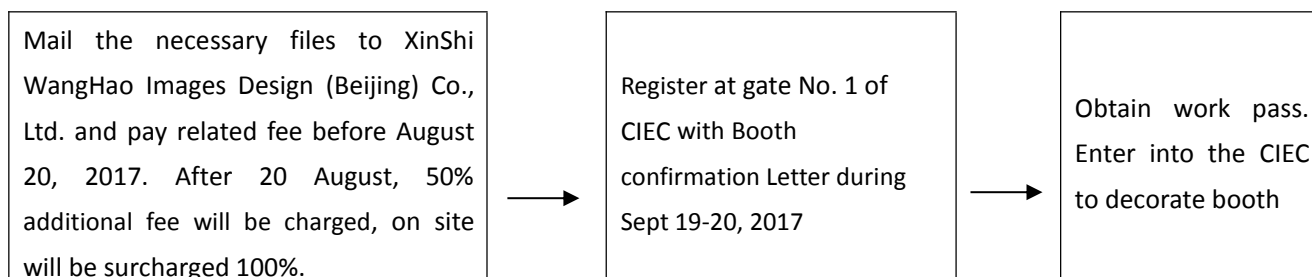 Mail the necessary files to XinShi
WangHao Images Design (Beijing) Co.,
Ltd. and pay related fee before August
20, 2017. After 20 August, 50%
additional fee will be charged, on site
will be surcharged 100%.
Register at gate No. 1 of
CIEC with Booth
confirmation Letter during
Sept 19-20, 2017
Obtain work pass.
Enter into the CIEC
to decorate booth